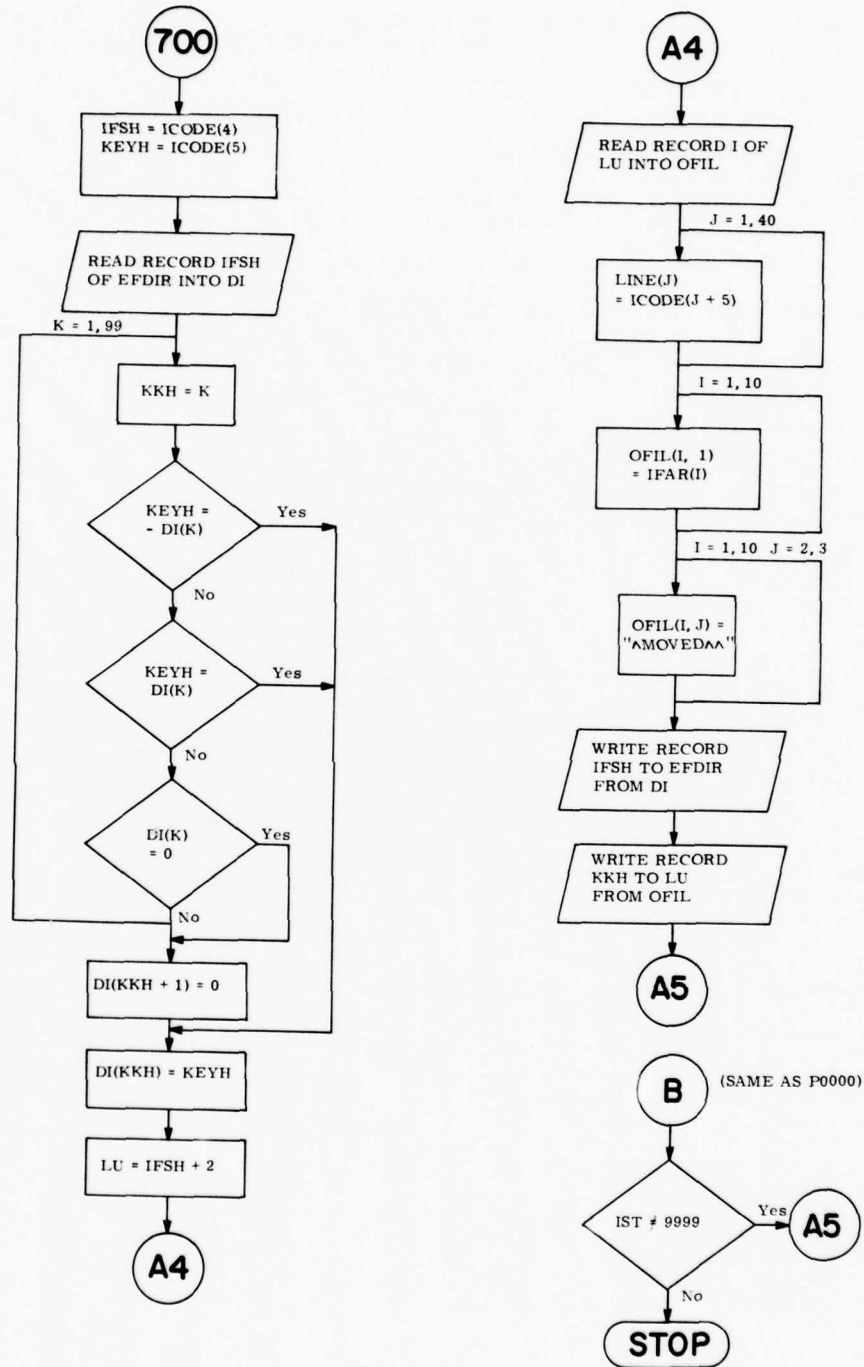 700
IFSH = ICODE(4)
KEYH = ICODE(5)
READ RECORD IFSH
OF EFDIR INTO DI
K = 1, 99
KKH = K
KEYH =
- DI(K)
Yes
No
KEYH =
DI(K)
Yes
No
DI(K)
= 0
Yes
No
DI(KKH + 1) = 0
DI(KKH) = KEYH
LU = IFSH + 2
A4
A4
READ RECORD I OF
LU INTO OFIL
J = 1, 40
LINE(J)
= ICODE(J + 5)
I = 1, 10
OFIL(I, 1)
= IFAR(I)
I = 1, 10 J = 2, 3
OFIL(I, J) =
"∧MOVED∧∧"
WRITE RECORD
IFSH TO EFDIR
FROM DI
WRITE RECORD
KKH TO LU
FROM OFIL
A5
B
(SAME AS P0000)
IST ≠ 9999
Yes
A5
No
STOP